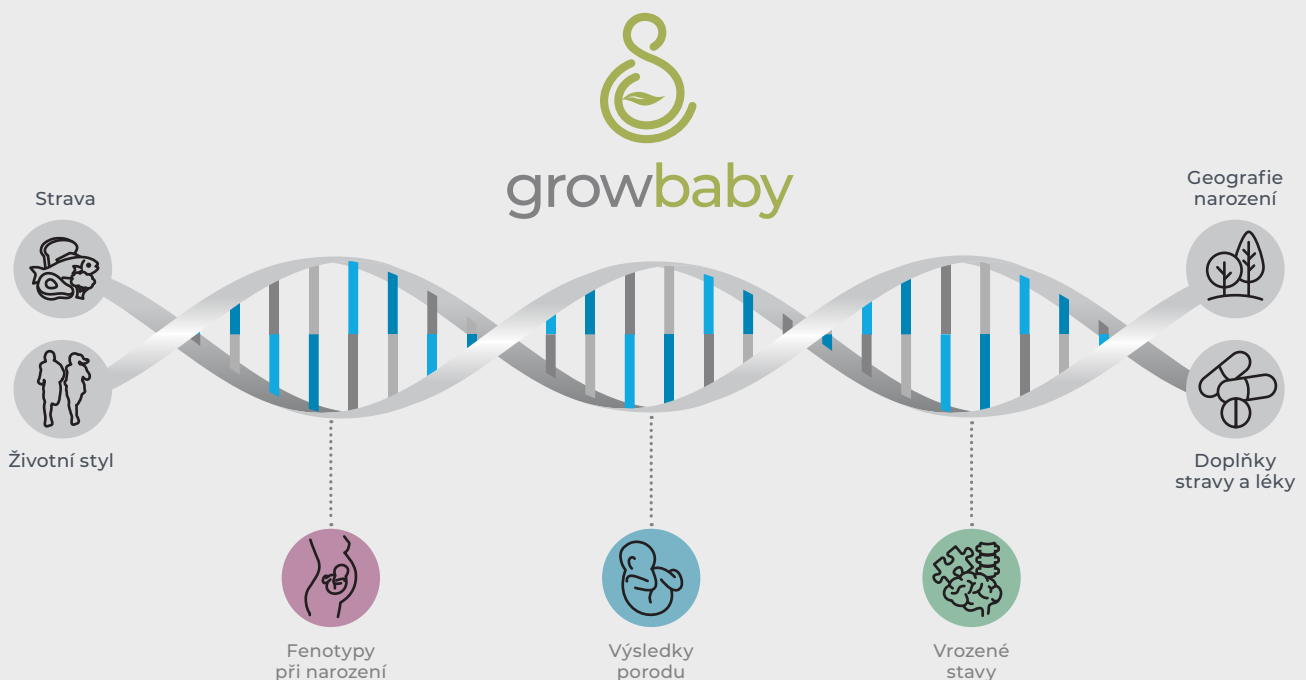 growbaby
Strava
Geografie
narození
Životní styl
Doplňky
stravy a léky
Fenotypy
při narození
Výsledky
porodu
Vrozené
stavy